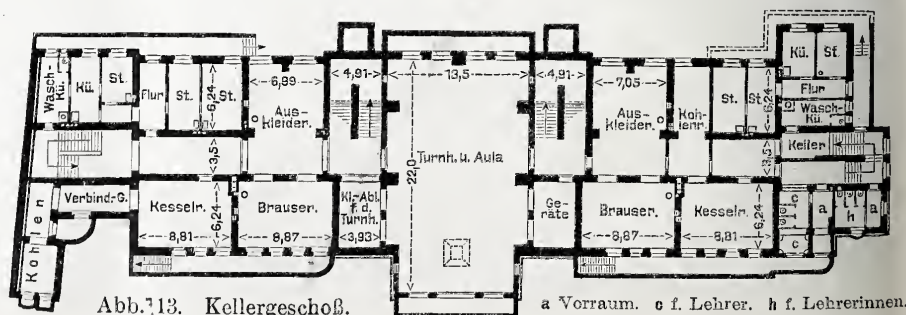 Wasch-
Kü.
Kü.
St.
Flur
St.
St.
6,24
6,99
Aus-
kleider.
4,91
13,5
22,0
Turnh. u. Aula
4,91
7,05
Aus-
kleider.
Koh-
lenr.
St.
St.
6,24
Kü.
St.
Flur
Wasch-
Kü.
Keller
3,5
3,5
Verbind.-G.
Kohlen
Kesselr.
6,24
8,81
Brauser.
8,87
Kl.-Abl.
f. d.
Turnh.
3,93
Ge-
räte
Brauser.
8,87
Kesselr.
6,24
8,81
c
c
a
h
a
Abb. 13. Kellergeschoß.
a Vorraum. c f. Lehrer. h f. Lehrerinnen.